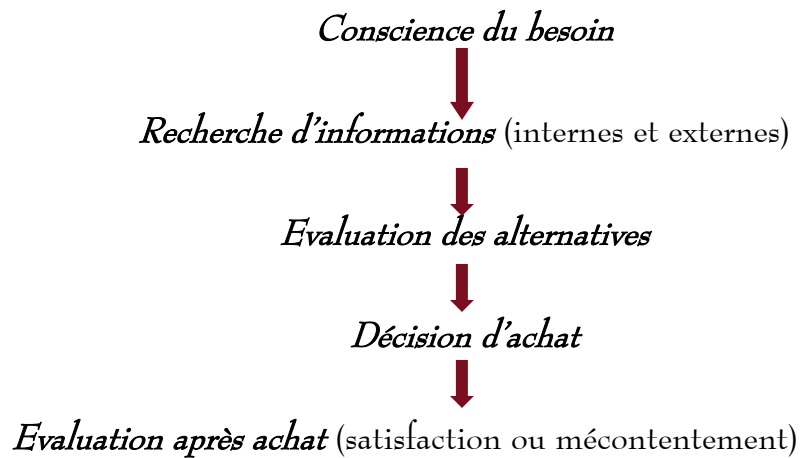 Conscience du besoin
Recherche d'informations (internes et externes)
Evaluation des alternatives
Décision d'achat
Evaluation après achat (satisfaction ou mécontentement)